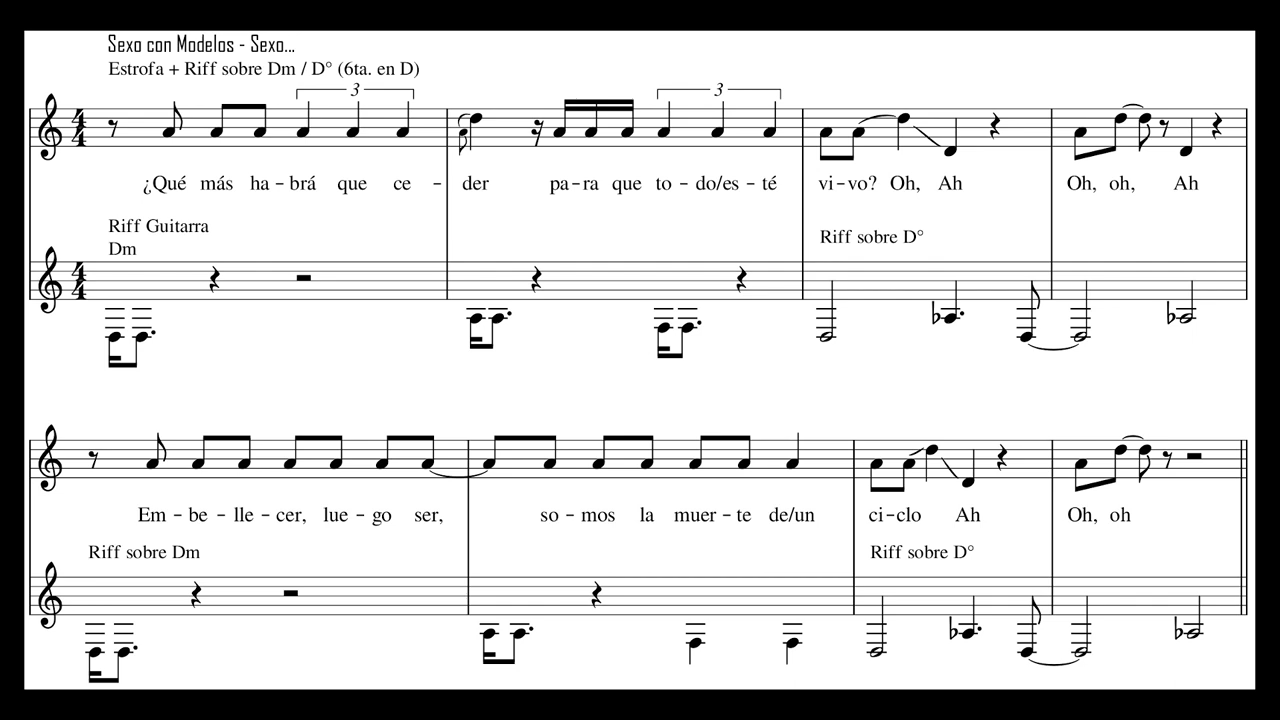 Sexo con Modelos - Sexo...
Estrofa + Riff sobre Dm / D° (6ta. en D)
3 3
¿Qué más ha-brá que ce-der pa-ra que to-do/es-té vi-vo? Oh, Ah Oh, oh, Ah
Riff Guitarra
Dm
Riff sobre D°
Em-be-lle-cer, lue-go ser, so-mos la muer-te de/un ci-clo Ah Oh, oh
Riff sobre Dm Riff sobre D°